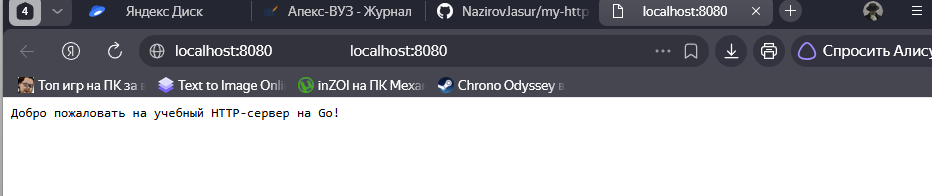 4 Яндекс Диск Апекс-ВУЗ - Журнал NazirovJasur/my-http localhost:8080
Я localhost:8080 localhost:8080 Спросить Алису
Топ игр на ПК за в Text to Image Onli inZOI на ПК Механ Chrono Odyssey в
Добро пожаловать на учебный HTTP-сервер на Go!